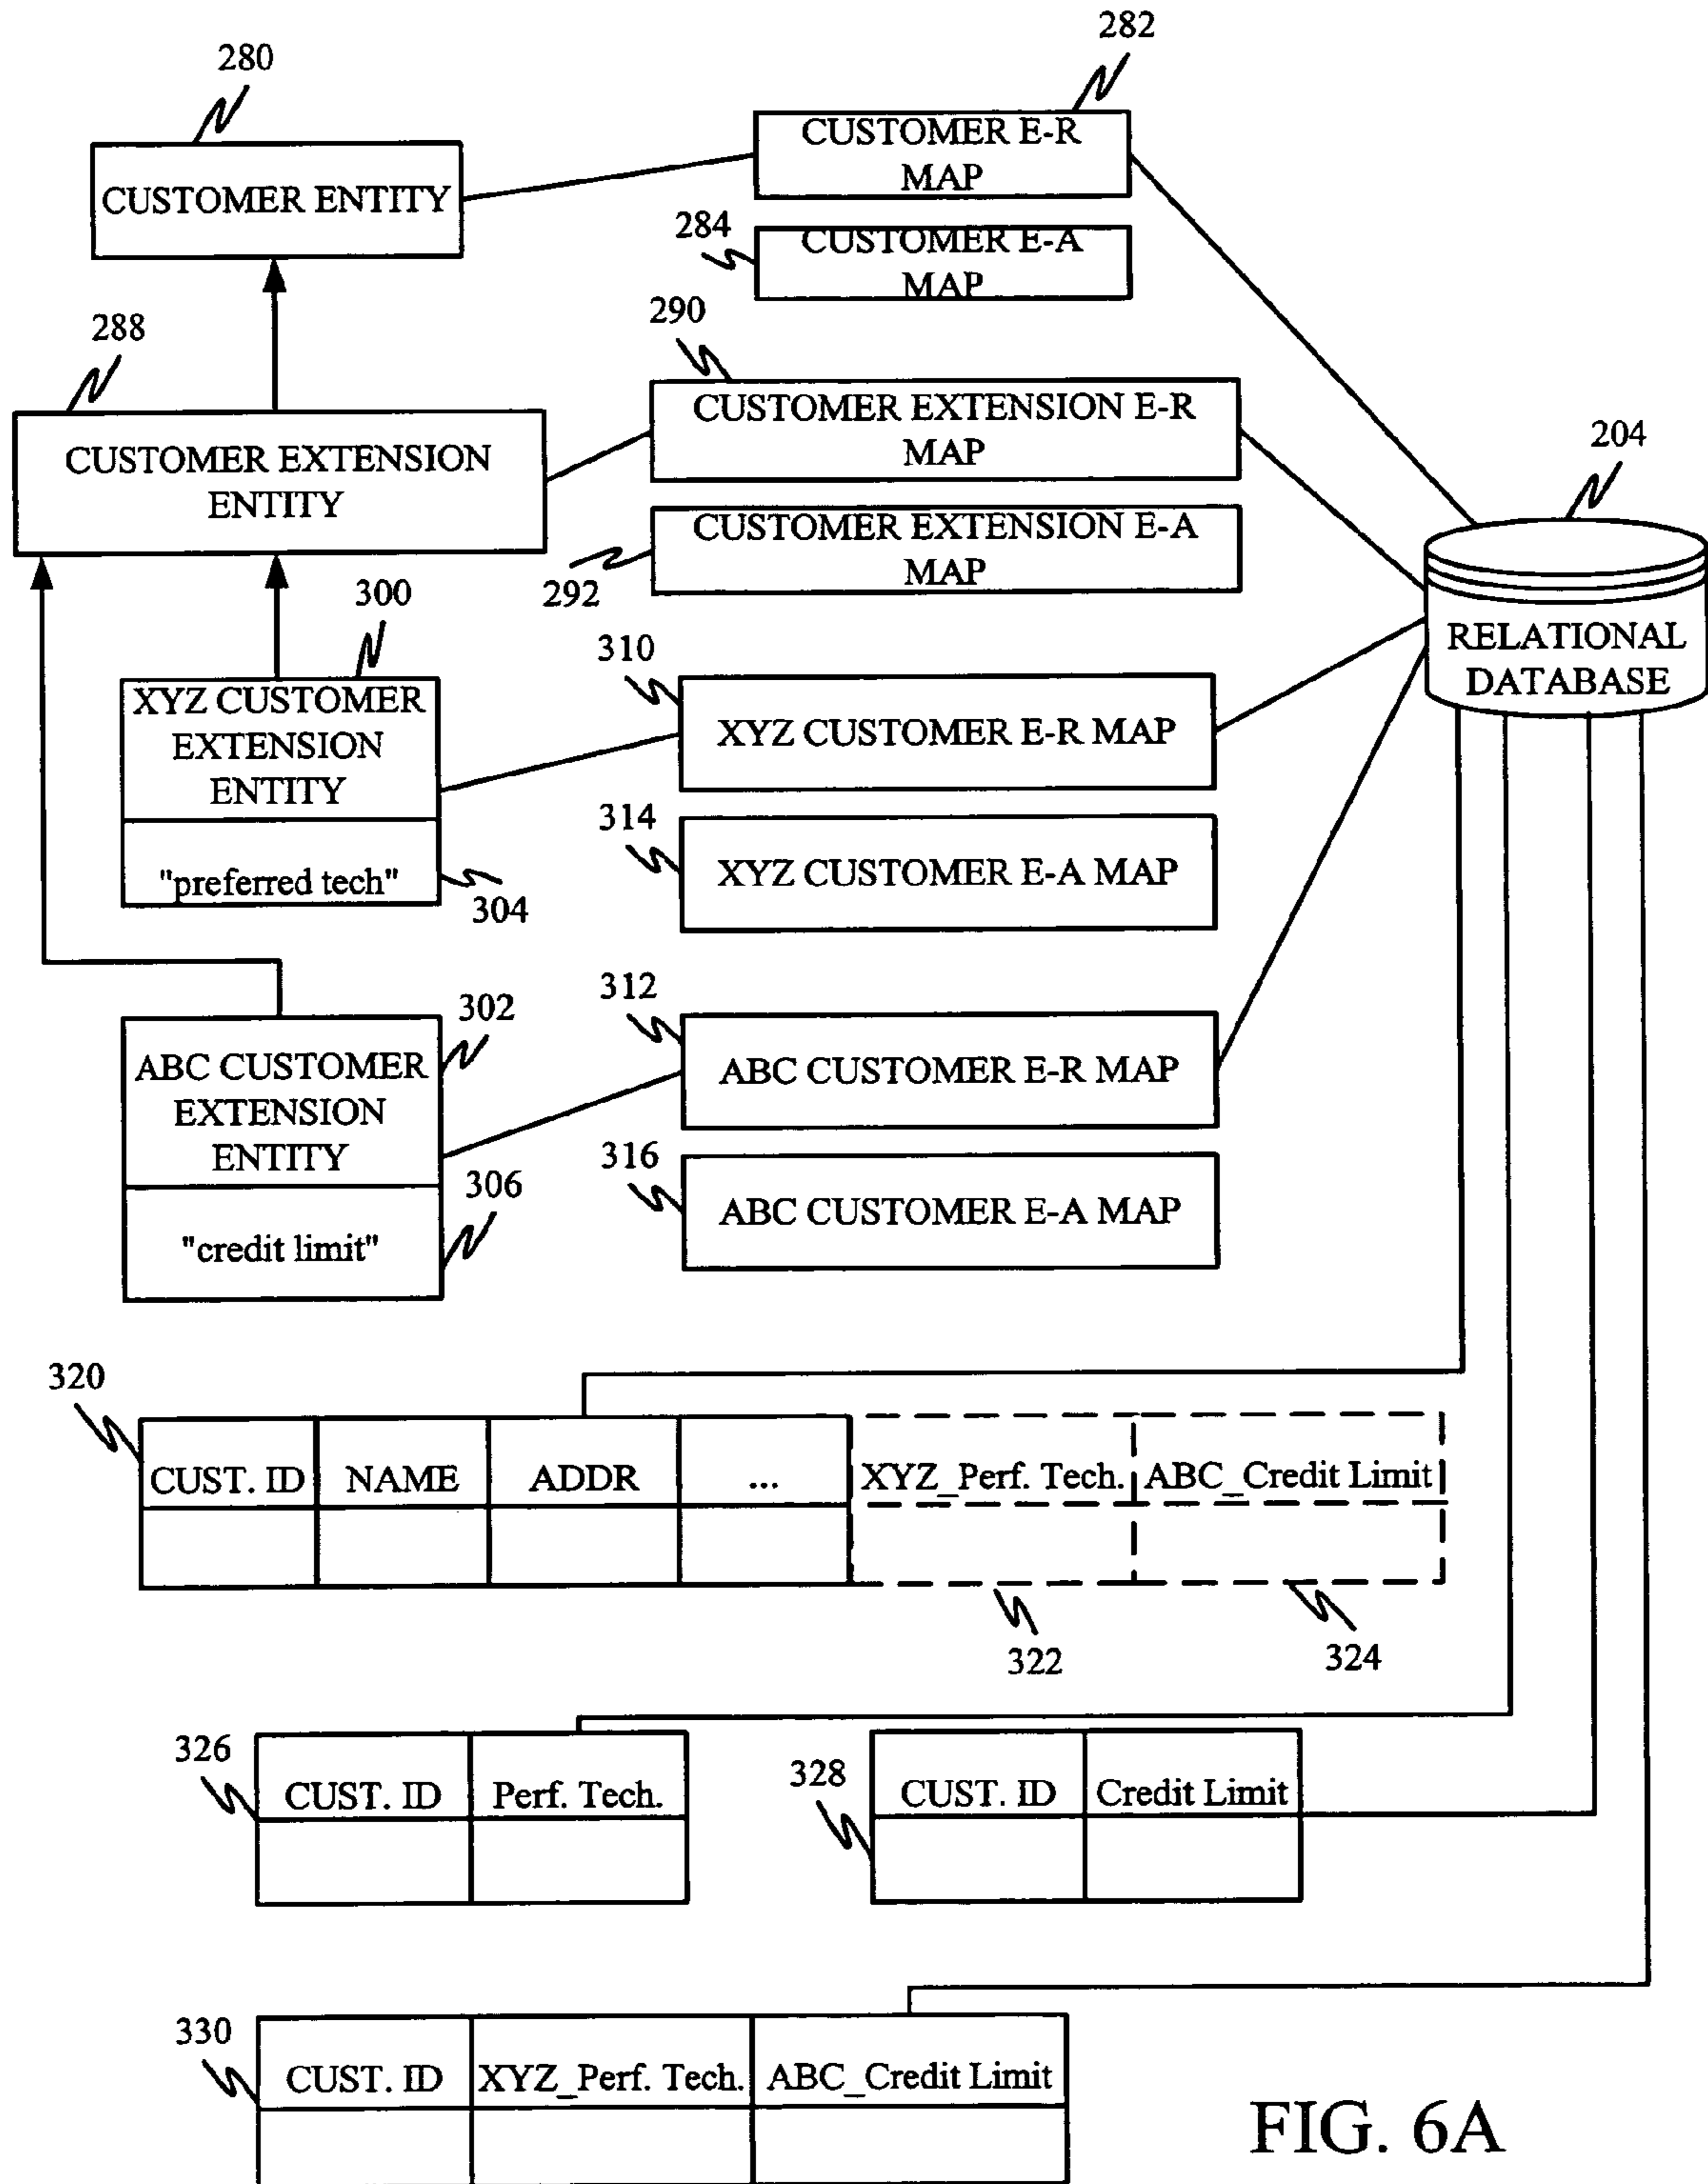 282
280
CUSTOMER E-R
MAP
CUSTOMER ENTITY
284
CUSTOMER E-A
MAP
290
288
CUSTOMER EXTENSION E-R
MAP
204
CUSTOMER EXTENSION
ENTITY
CUSTOMER EXTENSION E-A
MAP
292
300
RELATIONAL
DATABASE
310
XYZ CUSTOMER
EXTENSION
ENTITY
XYZ CUSTOMER E-R MAP
314
"preferred tech"
304
XYZ CUSTOMER E-A MAP
302
312
ABC CUSTOMER
EXTENSION
ENTITY
ABC CUSTOMER E-R MAP
316
306
ABC CUSTOMER E-A MAP
"credit limit"
320
CUST. ID NAME ADDR ... XYZ_Perf. Tech. ABC_Credit Limit
322
324
326
CUST. ID Perf. Tech.
328
CUST. ID Credit Limit
330
CUST. ID XYZ_Perf. Tech. ABC_Credit Limit
FIG. 6A